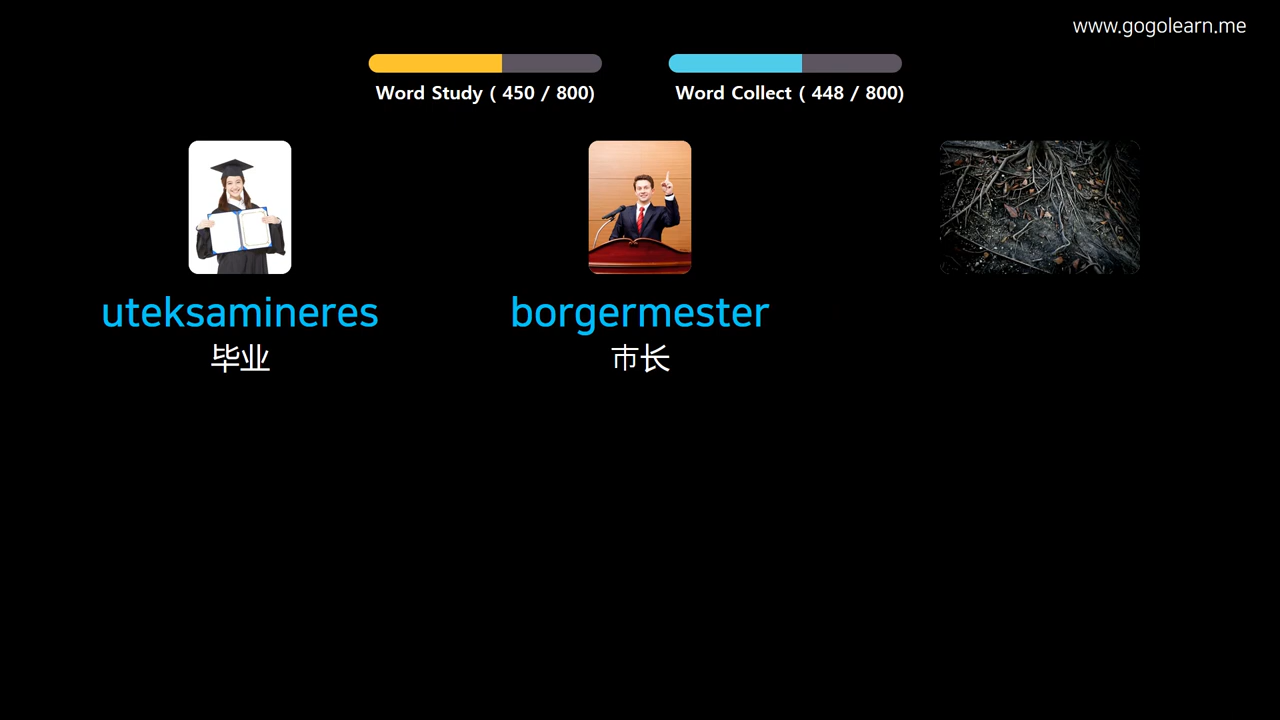 www.gogolearn.me
Word Study ( 450 / 800)
Word Collect ( 448 / 800)
uteksamineres
毕业
borgermester
市长